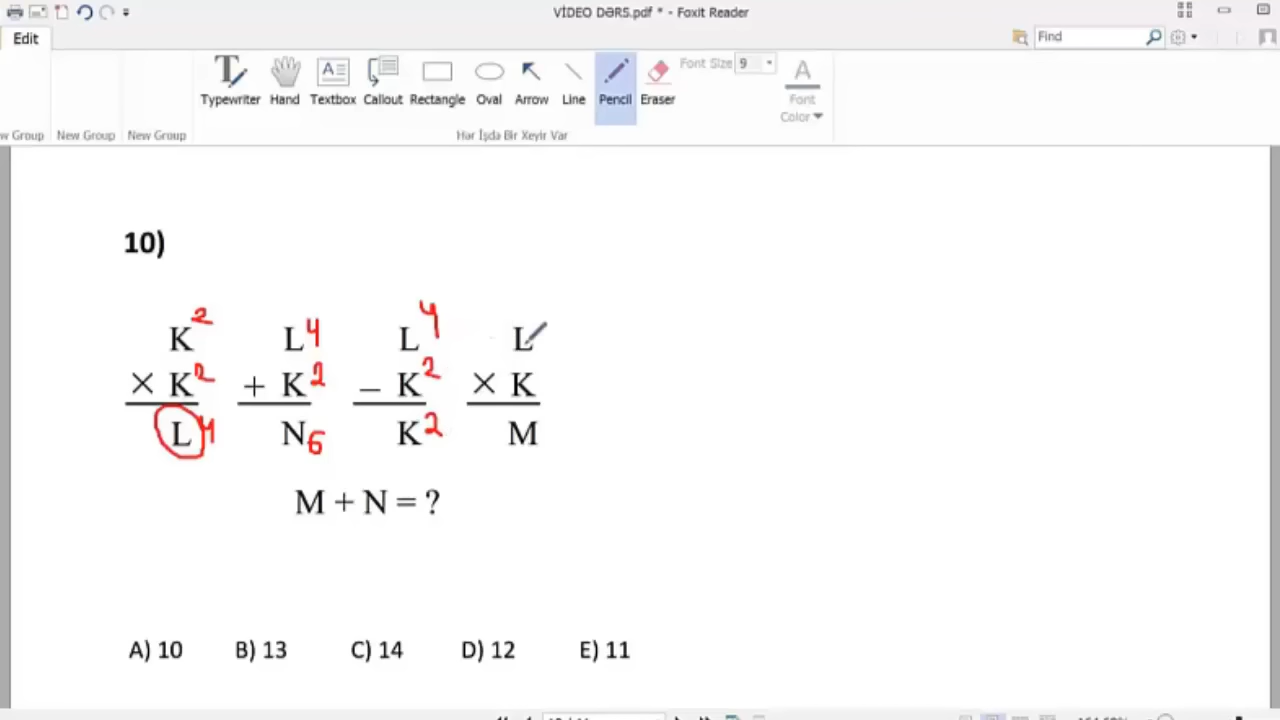 VİDEO DƏRS.pdf * - Foxit Reader
Edit
Find
Typewriter Hand Textbox Callout Rectangle Oval Arrow Line Pencil Eraser Font Size 9 A Font Color
w Group New Group New Group Hər İşdə Bir Xeyir Var
10)
K 2 L 4 L 4 L
× K 2 + K 2 – K 2 × K
L 4 N 6 K 2 M
M + N = ?
A) 10 B) 13 C) 14 D) 12 E) 11